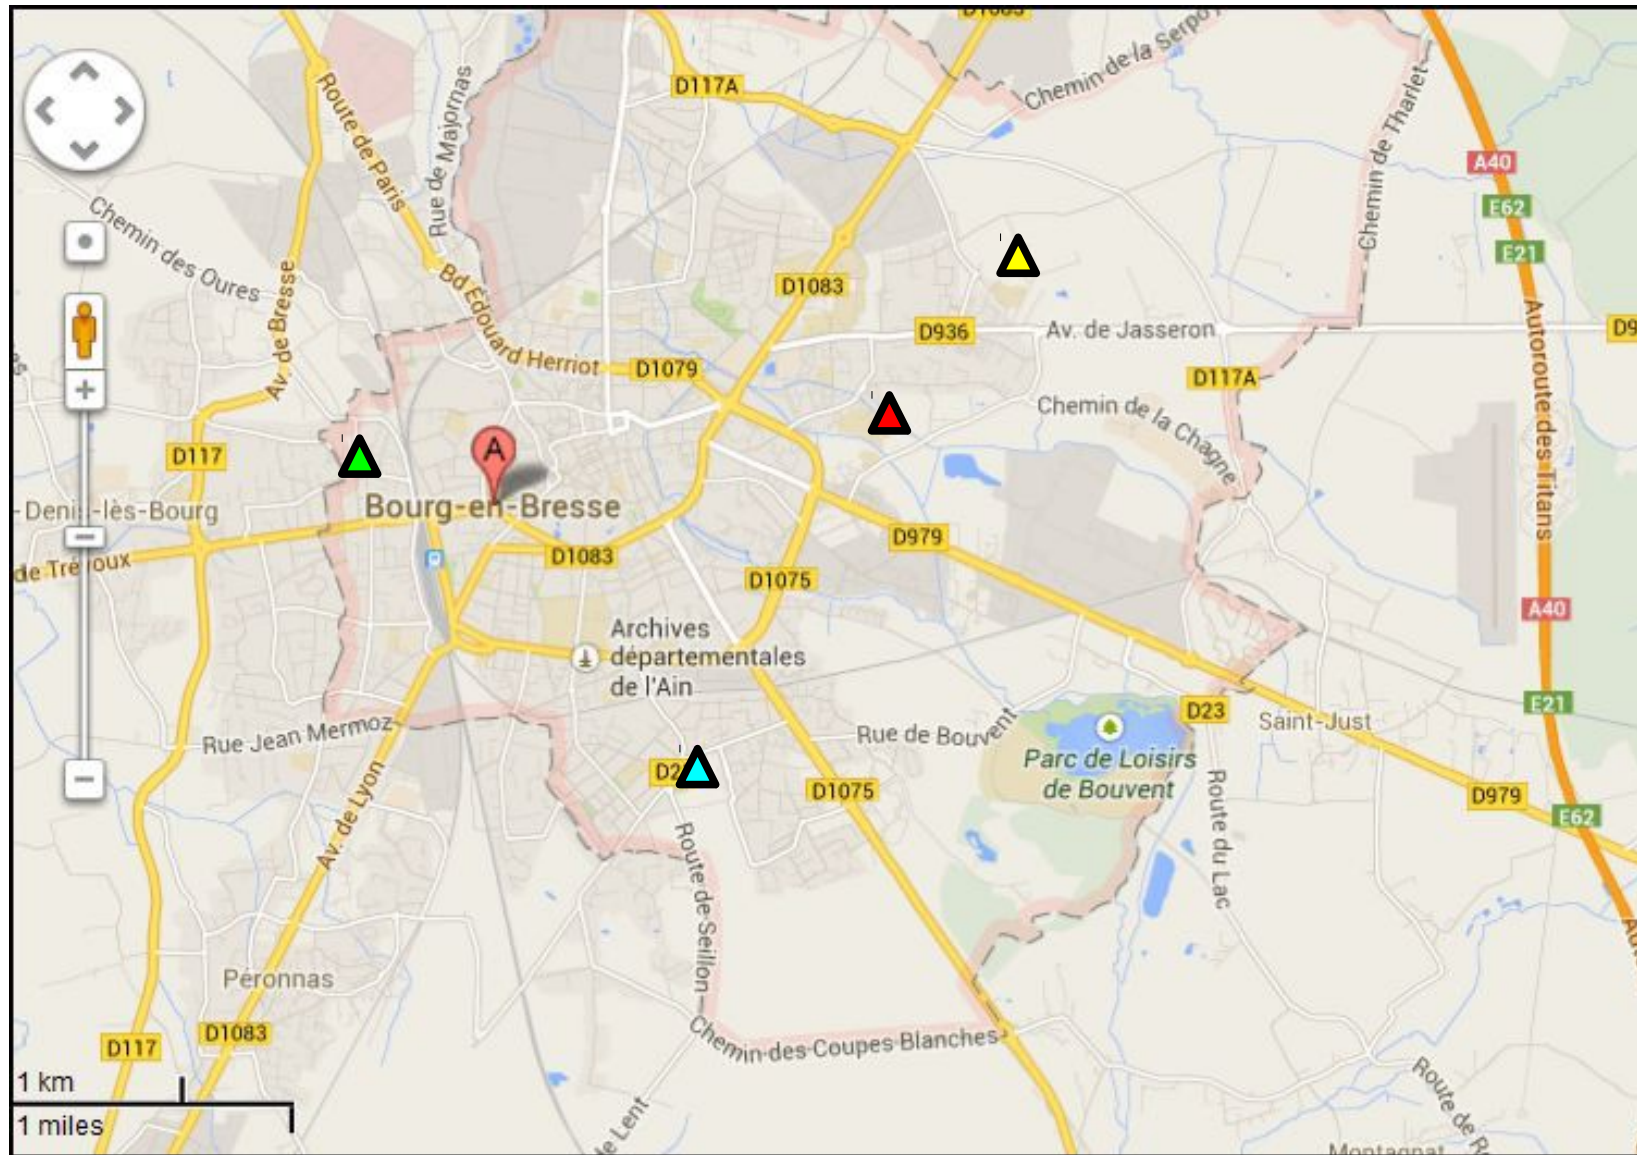 D1083
D117A
Chemin de la Serpoy
Route de Paris
Rue de Majornas
Chemin de Tharlet
A40
E62
E21
Chemin des Oures
Av. de Bresse
Bd Edouard Herriot
D1083
D936
Av. de Jasseron
D9
Autoroute des Titans
D1079
D117A
Chemin de la Chagne
D117
A
Bourg-en-Bresse
-Denis-lès-Bourg
de Trévoux
D1083
D979
D1075
A40
Archives
départementales
de l'Ain
E21
D23
Saint-Just
Rue Jean Mermoz
Rue de Bouvent
Parc de Loisirs
de Bouvent
D1075
D979
E62
Av. de Lyon
Route de Seillon
Route du Lac
Péronnas
D1083
D117
Chemin des Coupes Blanches
1 km
1 miles
de Lent
Route de R
Montagnat